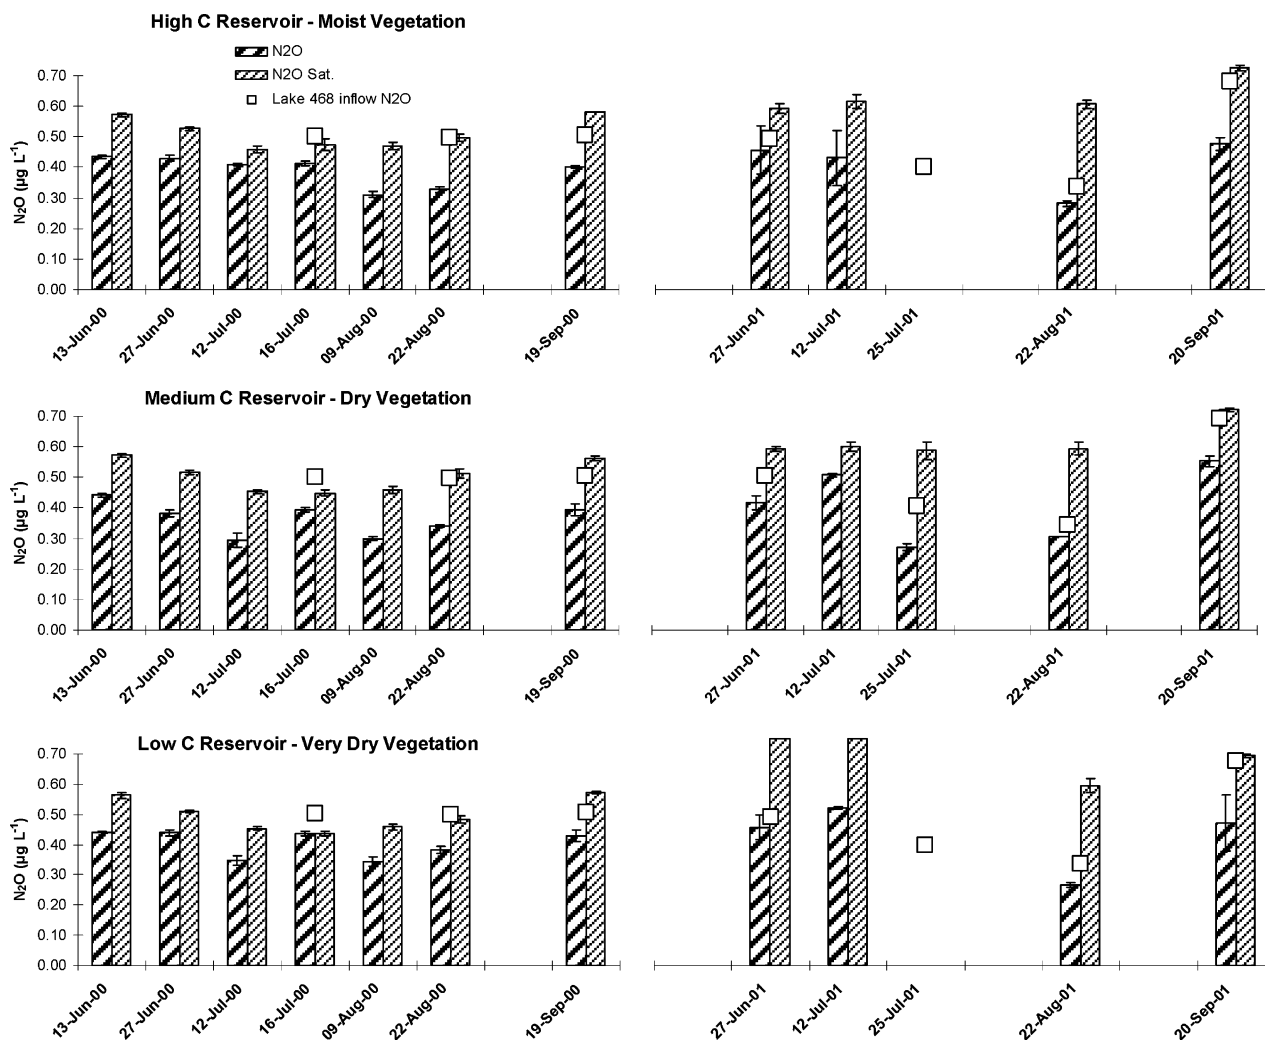 High C Reservoir - Moist Vegetation
N2O
N2O Sat.
Lake 468 inflow N2O
N₂O (µg L⁻¹)
0.70
0.60
0.50
0.40
0.30
0.20
0.10
0.00
13-Jun-00
27-Jun-00
12-Jul-00
16-Jul-00
09-Aug-00
22-Aug-00
19-Sep-00
27-Jun-01
12-Jul-01
25-Jul-01
22-Aug-01
20-Sep-01
Medium C Reservoir - Dry Vegetation
N₂O (µg L⁻¹)
0.70
0.60
0.50
0.40
0.30
0.20
0.10
0.00
13-Jun-00
27-Jun-00
12-Jul-00
16-Jul-00
09-Aug-00
22-Aug-00
19-Sep-00
27-Jun-01
12-Jul-01
25-Jul-01
22-Aug-01
20-Sep-01
Low C Reservoir - Very Dry Vegetation
N₂O (µg L⁻¹)
0.70
0.60
0.50
0.40
0.30
0.20
0.10
0.00
13-Jun-00
27-Jun-00
12-Jul-00
16-Jul-00
09-Aug-00
22-Aug-00
19-Sep-00
27-Jun-01
12-Jul-01
25-Jul-01
22-Aug-01
20-Sep-01